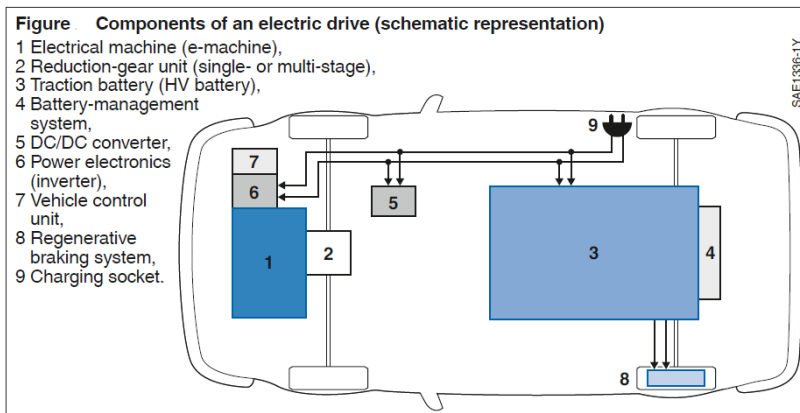 Figure Components of an electric drive (schematic representation)
1 Electrical machine (e-machine),
2 Reduction-gear unit (single- or multi-stage),
3 Traction battery (HV battery),
4 Battery-management
system,
5 DC/DC converter,
6 Power electronics
(inverter),
7 Vehicle control
unit,
8 Regenerative
braking system,
9 Charging socket.
SAE1336-1Y
9
7
6
5
1
2
3
4
8